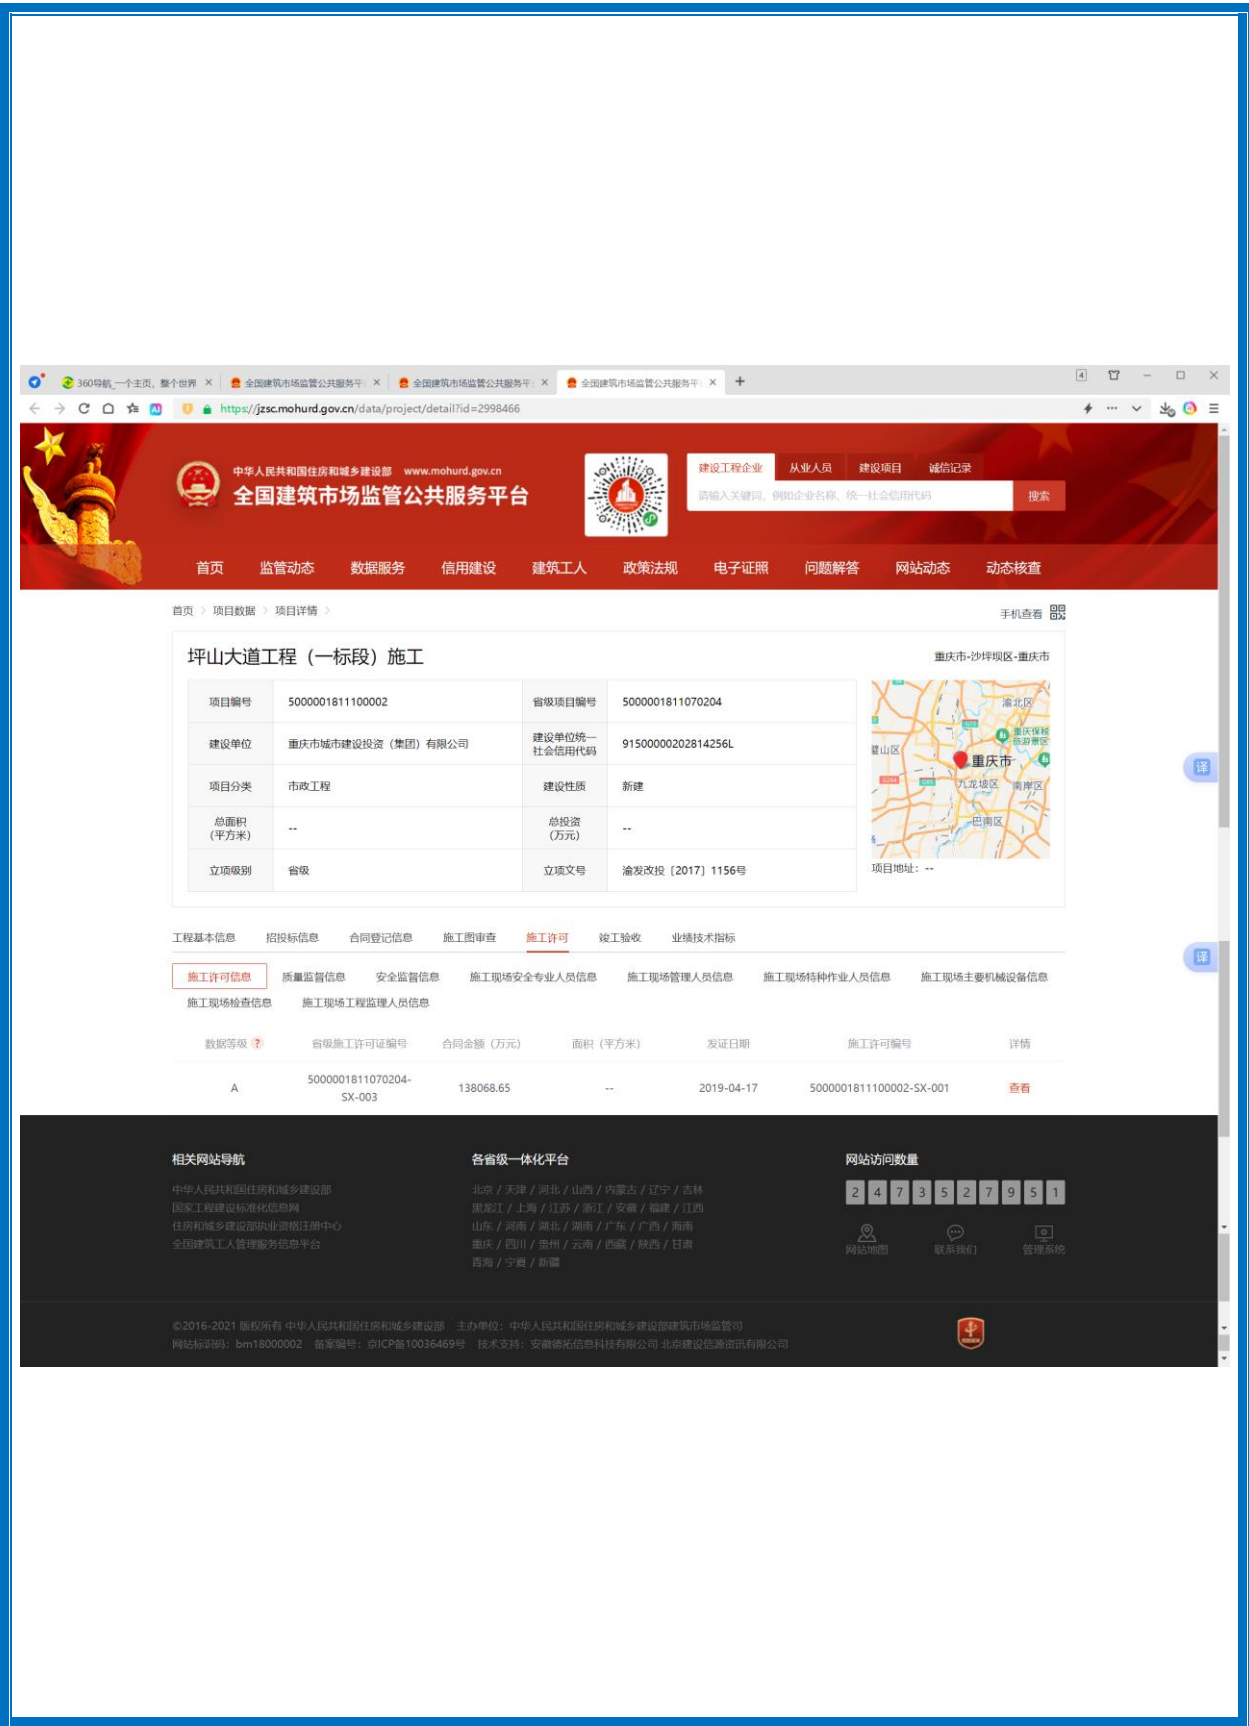 360导航_一个主页，整个世界
全国建筑市场监管公共服务平
全国建筑市场监管公共服务平
全国建筑市场监管公共服务平
4
https://jzsc.mohurd.gov.cn/data/project/detail?id=2998466
中华人民共和国住房和城乡建设部 www.mohurd.gov.cn
全国建筑市场监管公共服务平台
建设工程企业 从业人员 建设项目 诚信记录
请输入关键词，例如企业名称，统一社会信用代码 搜索
首页 监管动态 数据服务 信用建设 建筑工人 政策法规 电子证照 问题解答 网站动态 动态核查
首页 > 项目数据 > 项目详情 >
手机查看
坪山大道工程（一标段）施工
重庆市-沙坪坝区-重庆市
项目编号 5000001811100002 省级项目编号 5000001811070204
建设单位 重庆市城市建设投资（集团）有限公司 建设单位统一
社会信用代码 91500000202814256L
项目分类 市政工程 建设性质 新建
总面积
（平方米） -- 总投资
（万元） --
立项级别 省级 立项文号 渝发改投〔2017〕1156号
渝北区
重庆保税
旅游景区
璧山区
重庆市
九龙坡区 南岸区
巴南区
项目地址：--
译
译
工程基本信息 招投标信息 合同登记信息 施工图审查 施工许可 竣工验收 业绩技术指标
施工许可信息 质量监督信息 安全监督信息 施工现场安全专业人员信息 施工现场管理人员信息 施工现场特种作业人员信息 施工现场主要机械设备信息
施工现场检查信息 施工现场工程监理人员信息
数据等级 ? 省级施工许可证编号 合同金额（万元） 面积（平方米） 发证日期 施工许可编号 详情
A 5000001811070204-
SX-003 138068.65 -- 2019-04-17 5000001811100002-SX-001 查看
相关网站导航
中华人民共和国住房和城乡建设部
国家工程建设标准化信息网
住房和城乡建设部执业资格注册中心
全国建筑工人管理服务信息平台
各省级一体化平台
北京 / 天津 / 河北 / 山西 / 内蒙古 / 辽宁 / 吉林
黑龙江 / 上海 / 江苏 / 浙江 / 安徽 / 福建 / 江西
山东 / 河南 / 湖北 / 湖南 / 广东 / 广西 / 海南
重庆 / 四川 / 贵州 / 云南 / 西藏 / 陕西 / 甘肃
青海 / 宁夏 / 新疆
网站访问数量
2 4 7 3 5 2 7 9 5 1
网站地图 联系我们 管理系统
©2016-2021 版权所有 中华人民共和国住房和城乡建设部 主办单位：中华人民共和国住房和城乡建设部建筑市场监管司
网站标识码：bm18000002 备案编号：京ICP备10036469号 技术支持：安徽德拓信息科技有限公司 北京建设信源资讯有限公司